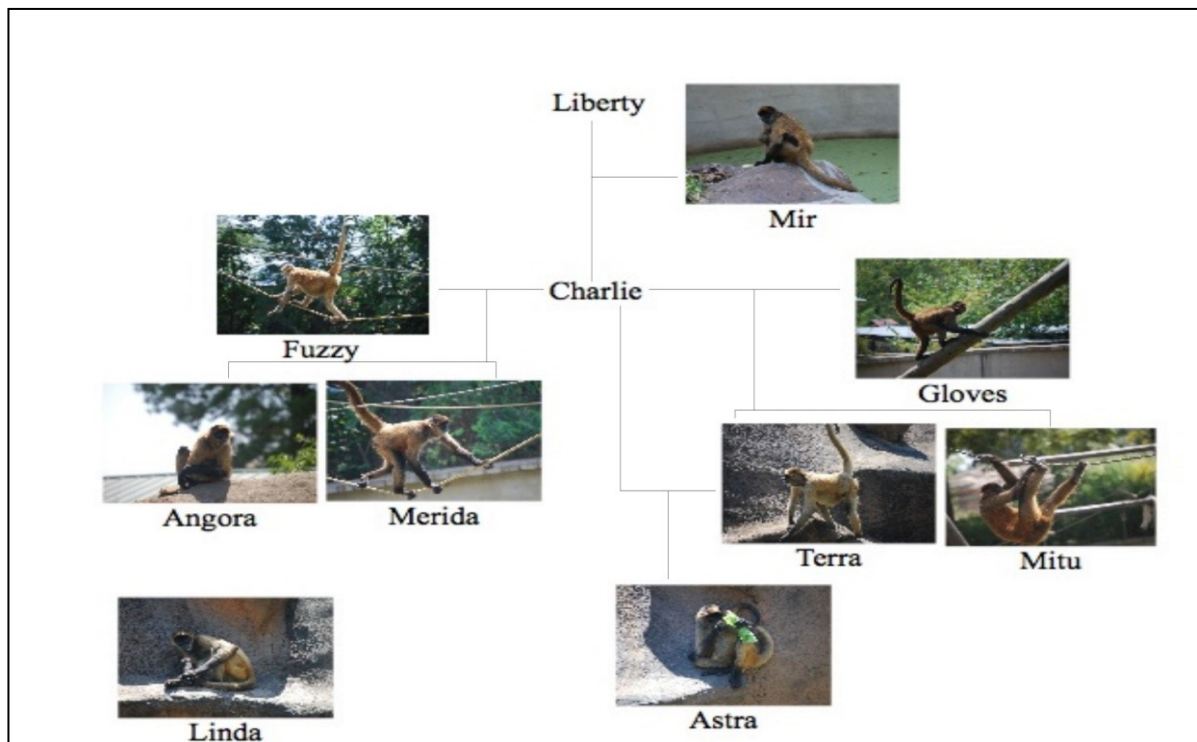 Liberty
Mir
Charlie
Fuzzy
Gloves
Angora
Merida
Terra
Mitu
Linda
Astra